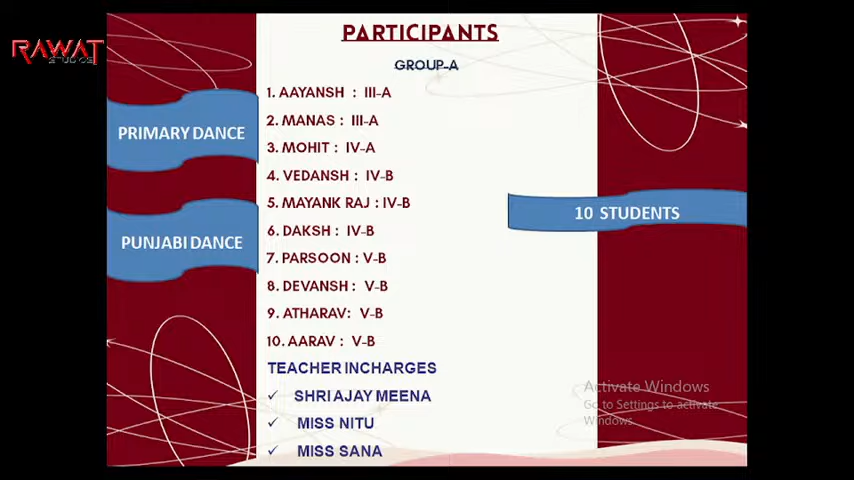 RAWAT
STUDIOS
PARTICIPANTS
GROUP-A
PRIMARY DANCE
PUNJABI DANCE
1. AAYANSH : III-A
2. MANAS : III-A
3. MOHIT : IV-A
4. VEDANSH : IV-B
5. MAYANK RAJ : IV-B
6. DAKSH : IV-B
7. PARSOON : V-B
8. DEVANSH : V-B
9. ATHARAV: V-B
10. AARAV : V-B
TEACHER INCHARGES
✓ SHRI AJAY MEENA
✓ MISS NITU
✓ MISS SANA
10 STUDENTS
Activate Windows
Go to Settings to activate
Windows.